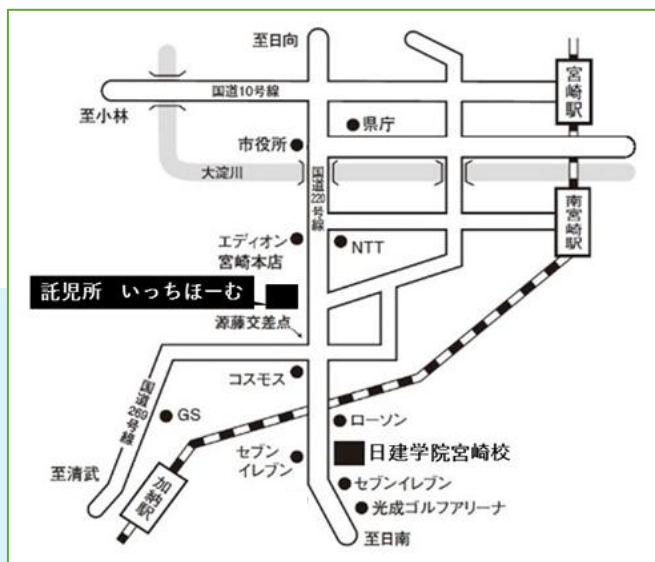 至日向
国道10号線
至小林
宮崎駅
県庁
市役所
大淀川
国道220号線
南宮崎駅
エディオン
宮崎本店
NTT
託児所 いっちほーむ
源藤交差点
コスモス
国道269号線
GS
ローソン
セブン
イレブン
日建学院宮崎校
至清武
加納駅
セブンイレブン
光成ゴルフアリーナ
至日南